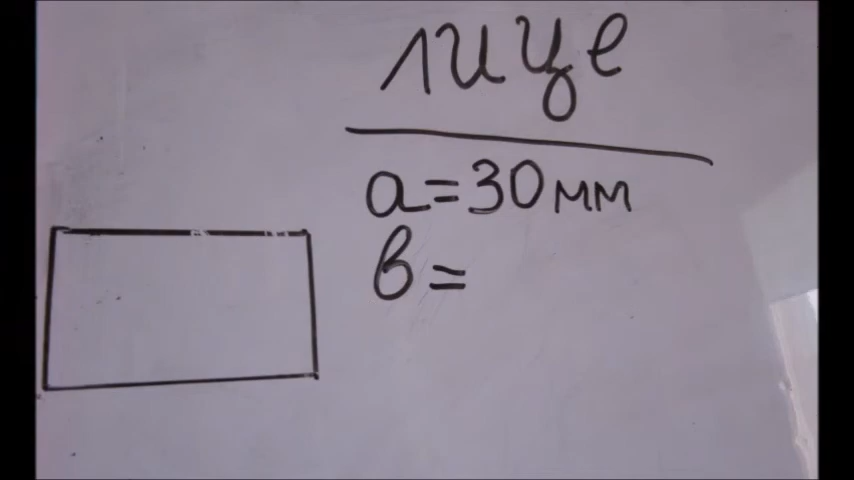 лице
a=30мм
в=